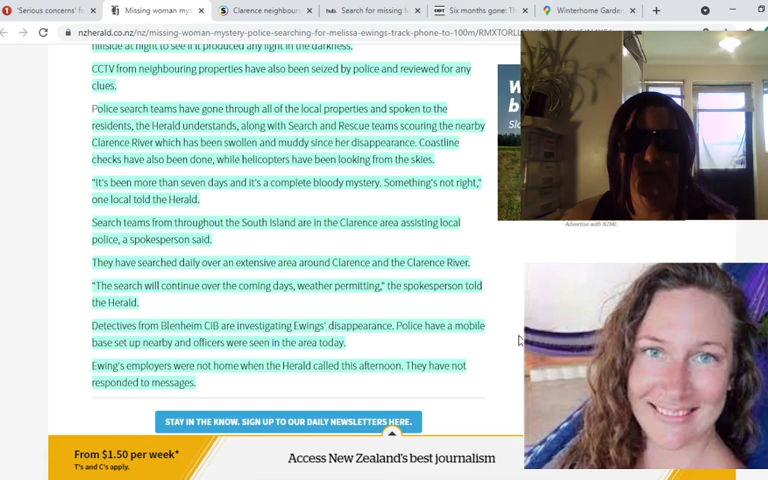 'Serious concerns' f
Missing woman mys
Clarence neighbour
Search for missing
Six months gone: Th
Winterhome Garden
nzherald.co.nz/nz/missing-woman-mystery-police-searching-for-melissa-ewings-track-phone-to-100m/
hillside at night to see if it produced any light in the darkness.
CCTV from neighbouring properties have also been seized by police and reviewed for any
clues.
Police search teams have gone through all of the local properties and spoken to the
residents, the Herald understands, along with Search and Rescue teams scouring the nearby
Clarence River which has been swollen and muddy since her disappearance. Coastline
checks have also been done, while helicopters have been looking from the skies.
"It's been more than seven days and it's a complete bloody mystery. Something's not right,"
one local told the Herald.
Search teams from throughout the South Island are in the Clarence area assisting local
police, a spokesperson said.
They have searched daily over an extensive area around Clarence and the Clarence River.
"The search will continue over the coming days, weather permitting," the spokesperson told
the Herald.
Detectives from Blenheim CIB are investigating Ewings' disappearance. Police have a mobile
base set up nearby and officers were seen in the area today.
Ewing's employers were not home when the Herald called this afternoon. They have not
responded to messages.
Advertise with NZME.
STAY IN THE KNOW. SIGN UP TO OUR DAILY NEWSLETTERS HERE.
From $1.50 per week*
T's and C's apply.
Access New Zealand's best journalism